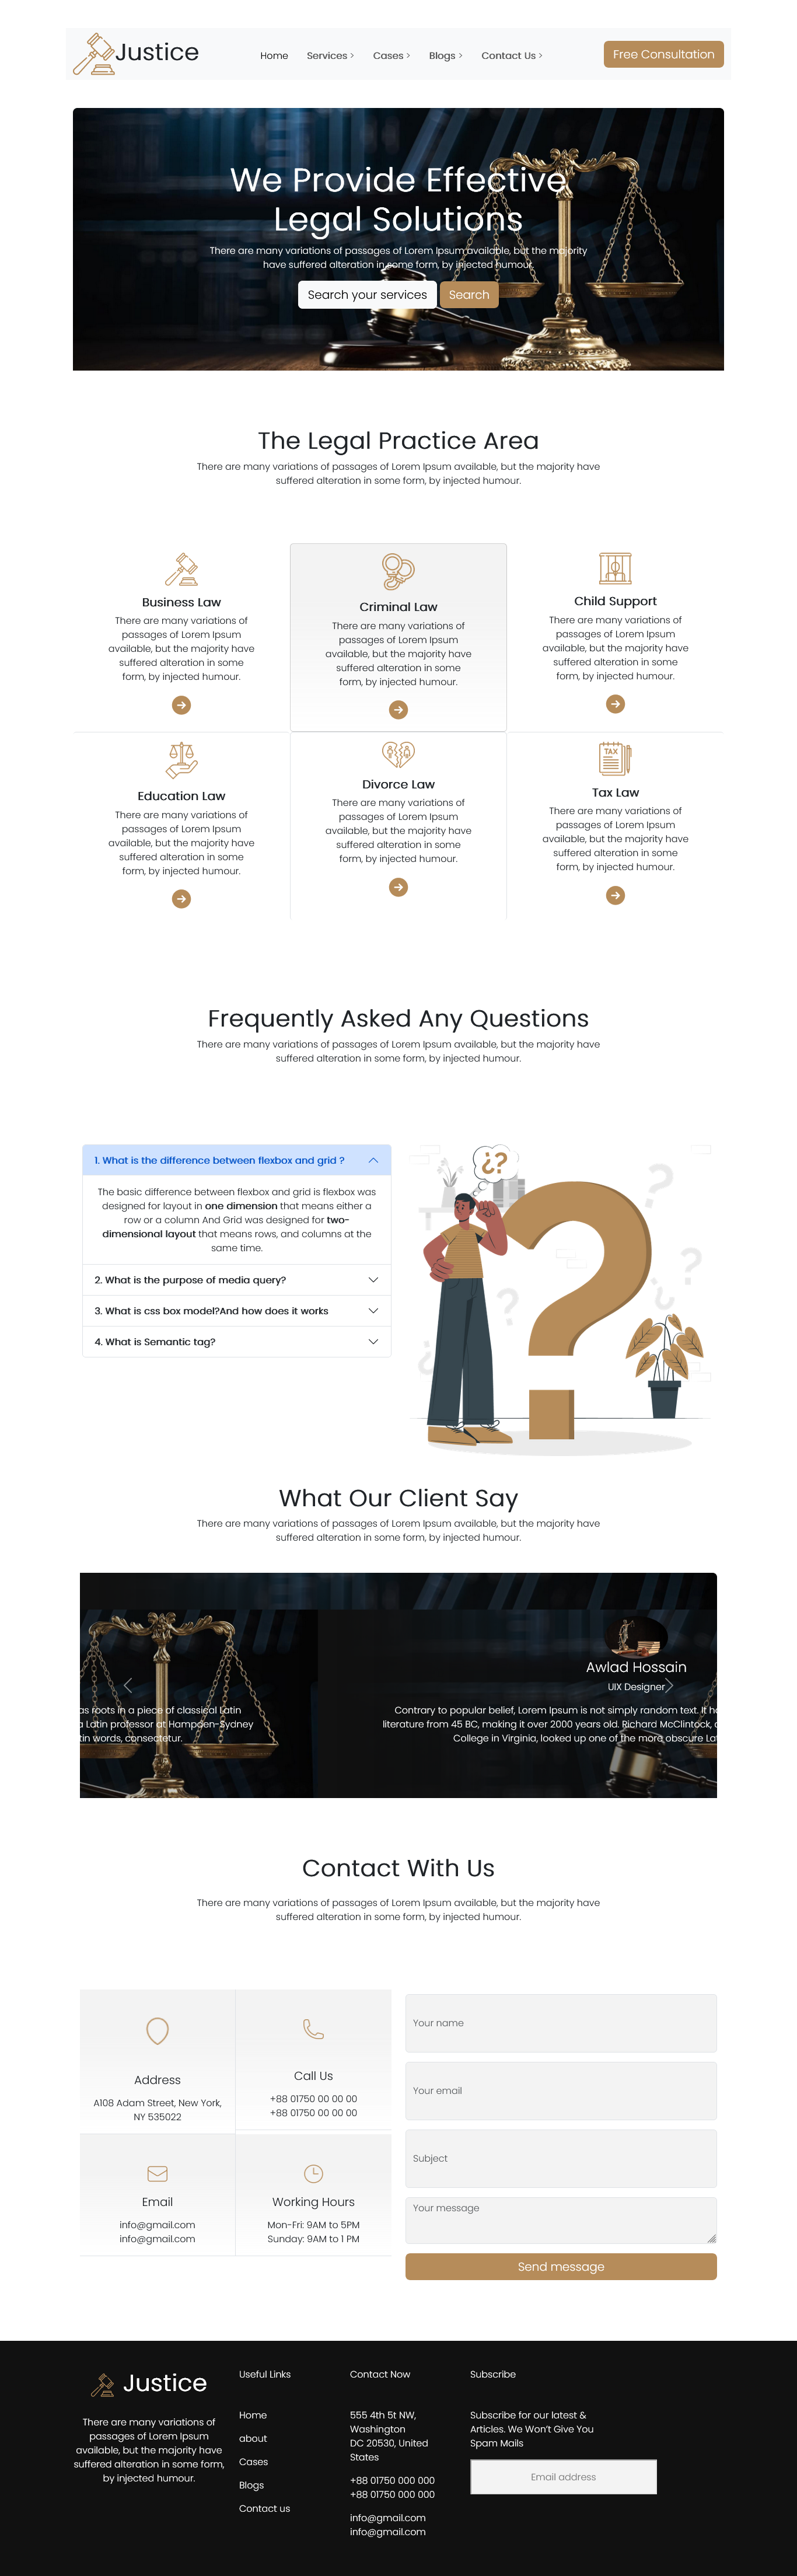 Justice
Home Services > Cases > Blogs > Contact Us >
Free Consultation
We Provide Effective
Legal Solutions
There are many variations of passages of Lorem Ipsum available, but the majority
have suffered alteration in some form, by injected humour.
Search your services
Search
The Legal Practice Area
There are many variations of passages of Lorem Ipsum available, but the majority have
suffered alteration in some form, by injected humour.
Business Law
There are many variations of
passages of Lorem Ipsum
available, but the majority have
suffered alteration in some
form, by injected humour.
Criminal Law
There are many variations of
passages of Lorem Ipsum
available, but the majority have
suffered alteration in some
form, by injected humour.
Child Support
There are many variations of
passages of Lorem Ipsum
available, but the majority have
suffered alteration in some
form, by injected humour.
Education Law
There are many variations of
passages of Lorem Ipsum
available, but the majority have
suffered alteration in some
form, by injected humour.
Divorce Law
There are many variations of
passages of Lorem Ipsum
available, but the majority have
suffered alteration in some
form, by injected humour.
TAX
Tax Law
There are many variations of
passages of Lorem Ipsum
available, but the majority have
suffered alteration in some
form, by injected humour.
Frequently Asked Any Questions
There are many variations of passages of Lorem Ipsum available, but the majority have
suffered alteration in some form, by injected humour.
1. What is the difference between flexbox and grid ?
The basic difference between flexbox and grid is flexbox was
designed for layout in one dimension that means either a
row or a column And Grid was designed for two-
dimensional layout that means rows, and columns at the
same time.
2. What is the purpose of media query?
3. What is css box model?And how does it works
4. What is Semantic tag?
¿?
?
What Our Client Say
There are many variations of passages of Lorem Ipsum available, but the majority have
suffered alteration in some form, by injected humour.
as roots in a piece of classical Latin
a Latin professor at Hampden-Sydney
tin words, consectetur.
Awlad Hossain
UIX Designer
Contrary to popular belief, Lorem Ipsum is not simply random text. It ha
literature from 45 BC, making it over 2000 years old. Richard McClintock, a
College in Virginia, looked up one of the more obscure Lat
Contact With Us
There are many variations of passages of Lorem Ipsum available, but the majority have
suffered alteration in some form, by injected humour.
Address
A108 Adam Street, New York,
NY 535022
Call Us
+88 01750 00 00 00
+88 01750 00 00 00
Email
info@gmail.com
info@gmail.com
Working Hours
Mon-Fri: 9AM to 5PM
Sunday: 9AM to 1 PM
Your name
Your email
Subject
Your message
Send message
Justice
There are many variations of
passages of Lorem Ipsum
available, but the majority have
suffered alteration in some form,
by injected humour.
Useful Links
Home
about
Cases
Blogs
Contact us
Contact Now
555 4th 5t NW,
Washington
DC 20530, United
States
+88 01750 000 000
+88 01750 000 000
info@gmail.com
info@gmail.com
Subscribe
Subscribe for our latest &
Articles. We Won't Give You
Spam Mails
Email address